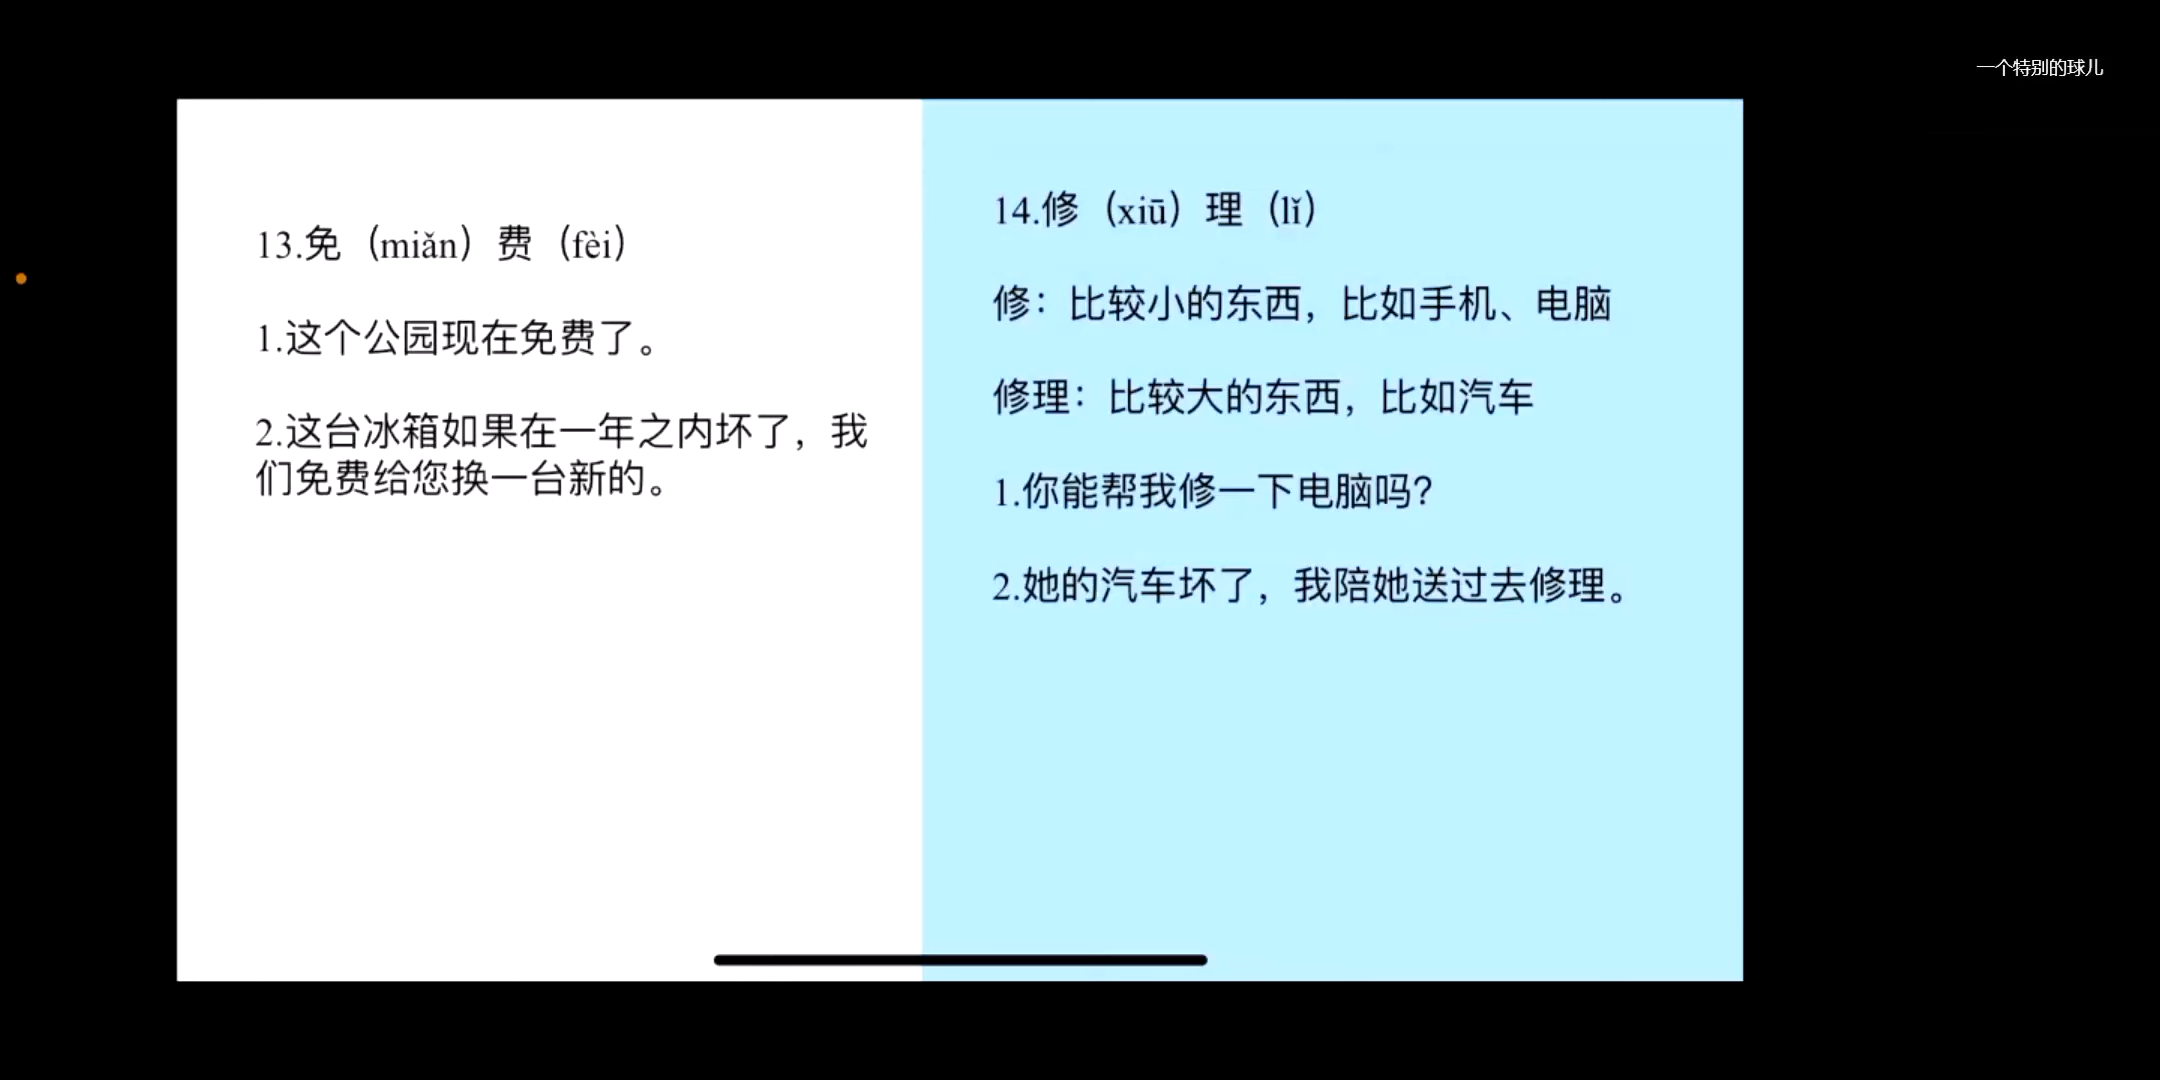 一个特别的球儿
13.免（miǎn）费（fèi）
1.这个公园现在免费了。
2.这台冰箱如果在一年之内坏了，我
们免费给您换一台新的。
14.修（xiū）理（lǐ）
修：比较小的东西，比如手机、电脑
修理：比较大的东西，比如汽车
1.你能帮我修一下电脑吗？
2.她的汽车坏了，我陪她送过去修理。